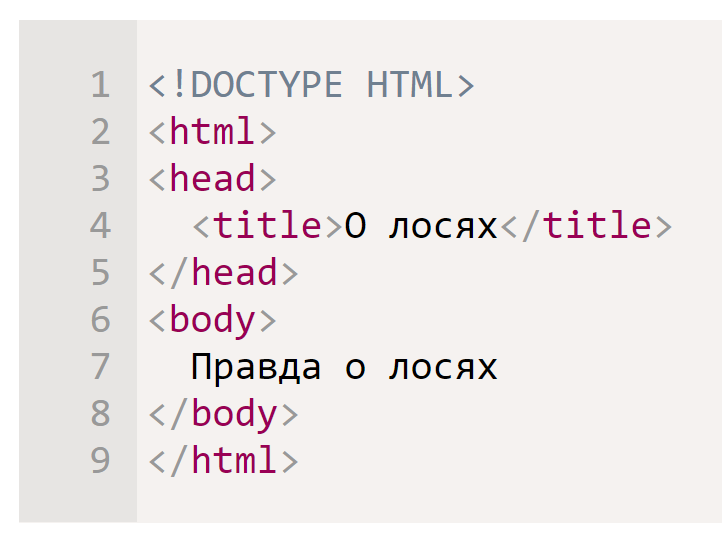 1 <!DOCTYPE HTML>
2 <html>
3 <head>
4   <title>О лосях</title>
5 </head>
6 <body>
7   Правда о лосях
8 </body>
9 </html>